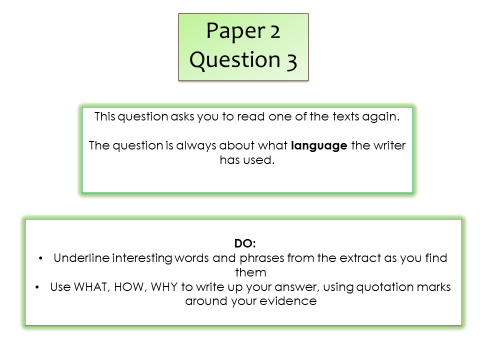 Paper 2
Question 3
This question asks you to read one of the texts again.
The question is always about what language the writer
has used.
DO:
• Underline interesting words and phrases from the extract as you find
them
• Use WHAT, HOW, WHY to write up your answer, using quotation marks
around your evidence